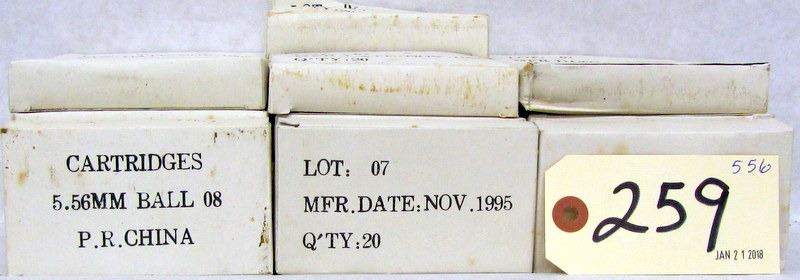 Q'TY:20
CARTRIDGES
5.56MM BALL 08
P.R.CHINA
LOT: 07
MFR.DATE:NOV.1995
Q'TY:20
556
259
JAN 21 2018